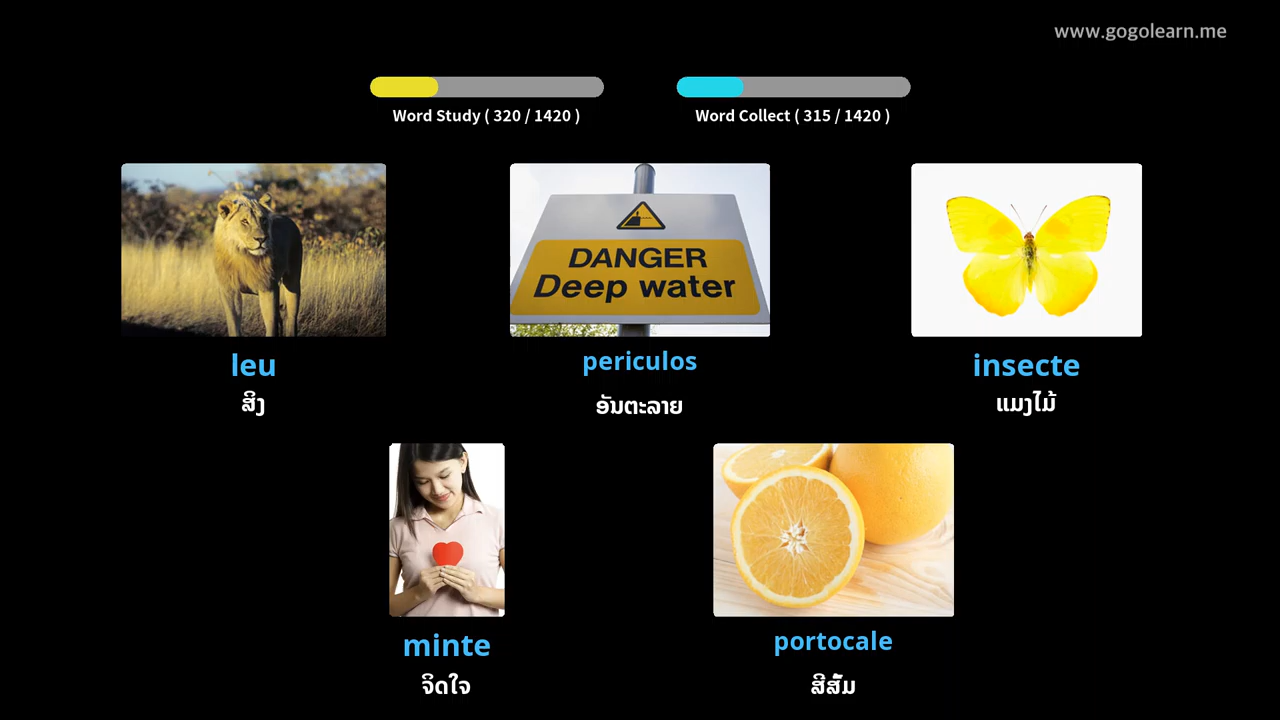 www.gogolearn.me
Word Study ( 320 / 1420 )
Word Collect ( 315 / 1420 )
DANGER
Deep water
leu
ສິງ
periculos
ອັນຕະລາຍ
insecte
ແມງໄມ້
minte
ຈິດໃຈ
portocale
ສີສົ້ມ